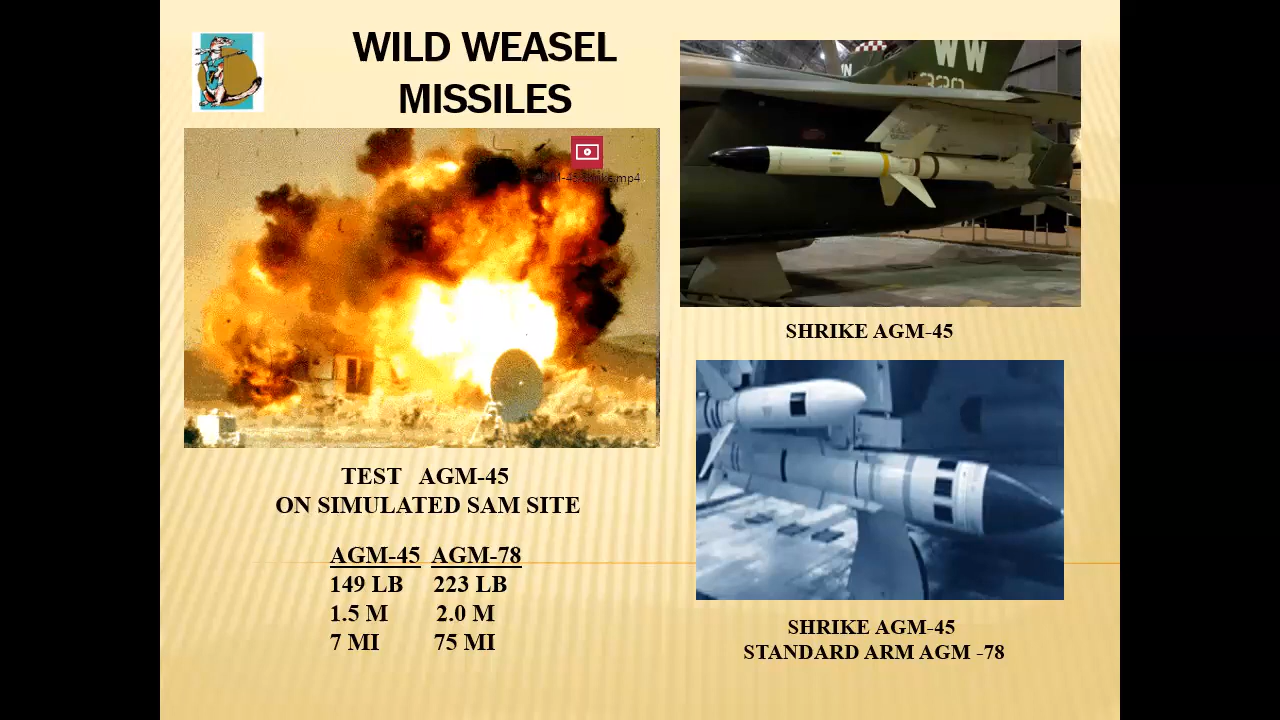 WILD WEASEL
MISSILES
WW
SHRIKE AGM-45
TEST AGM-45
ON SIMULATED SAM SITE
AGM-45 AGM-78
149 LB 223 LB
1.5 M 2.0 M
7 MI 75 MI
SHRIKE AGM-45
STANDARD ARM AGM -78